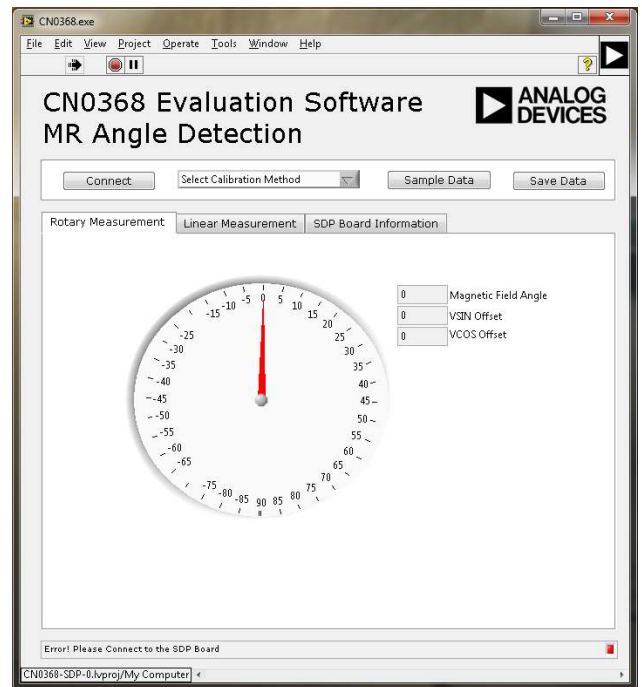 CN0368.exe
File Edit View Project Operate Tools Window Help
?
CN0368 Evaluation Software
MR Angle Detection
ANALOG
DEVICES
Connect
Select Calibration Method
Sample Data
Save Data
Rotary Measurement
Linear Measurement
SDP Board Information
0 Magnetic Field Angle
0 VSIN Offset
0 VCOS Offset
-15 -10 -5 0 5 10 15
20
-25 25
-30 30
-35 35
-40 40
-45 45
-50 50
-55 55
-60 60
-65 65
70
-75 -80 -85 90 85 80 75
Error! Please Connect to the SDP Board
CN0368-SDP-0.lvproj/My Computer